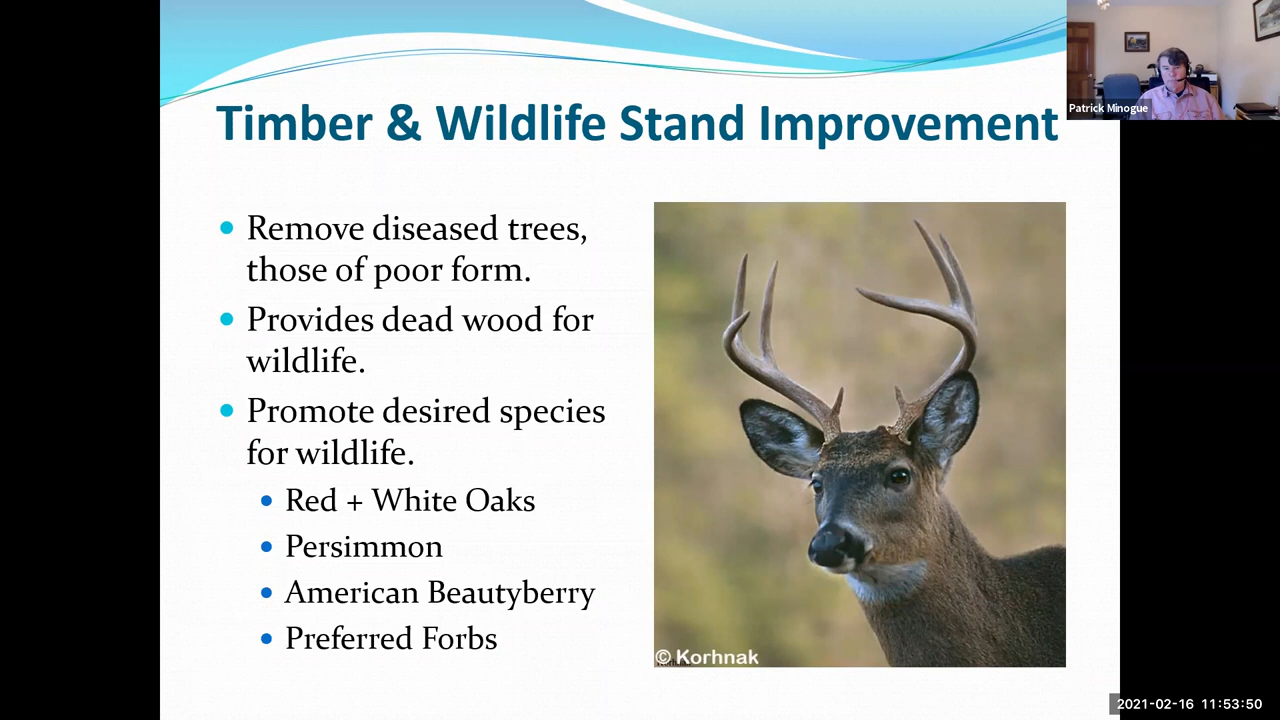 Timber & Wildlife Stand Improvement
Patrick Minogue
Remove diseased trees,
those of poor form.
Provides dead wood for
wildlife.
Promote desired species
for wildlife.
Red + White Oaks
Persimmon
American Beautyberry
Preferred Forbs
© Korhnak
2021-02-16 11:53:50